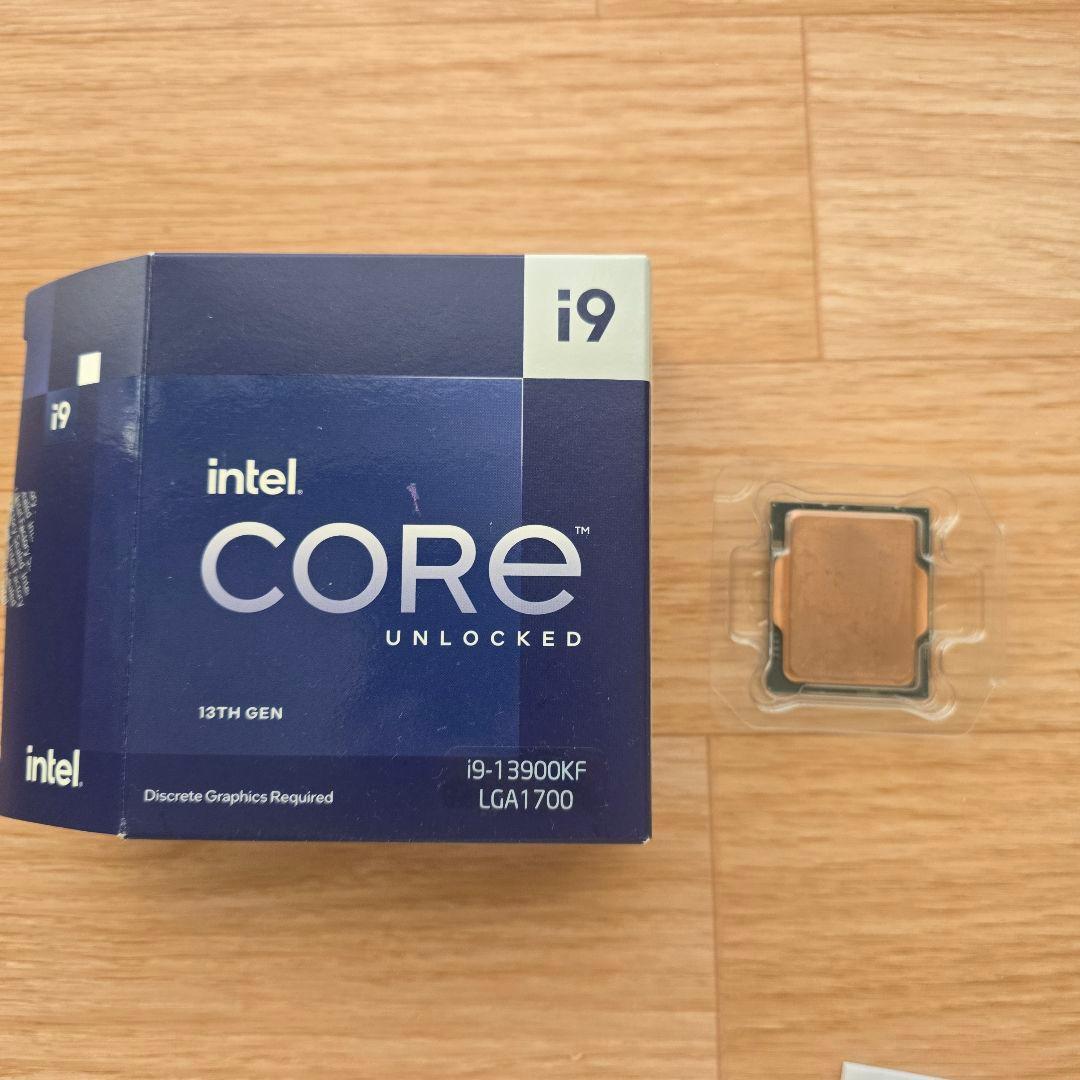 i9
i9
intel.
CORE™
UNLOCKED
13TH GEN
intel.
Discrete Graphics Required
i9-13900KF
LGA1700